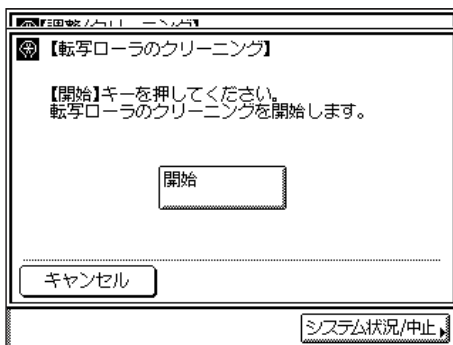 【転写ローラのクリーニング】
【開始】キーを押してください。
転写ローラのクリーニングを開始します。
開始
キャンセル
システム状況/中止